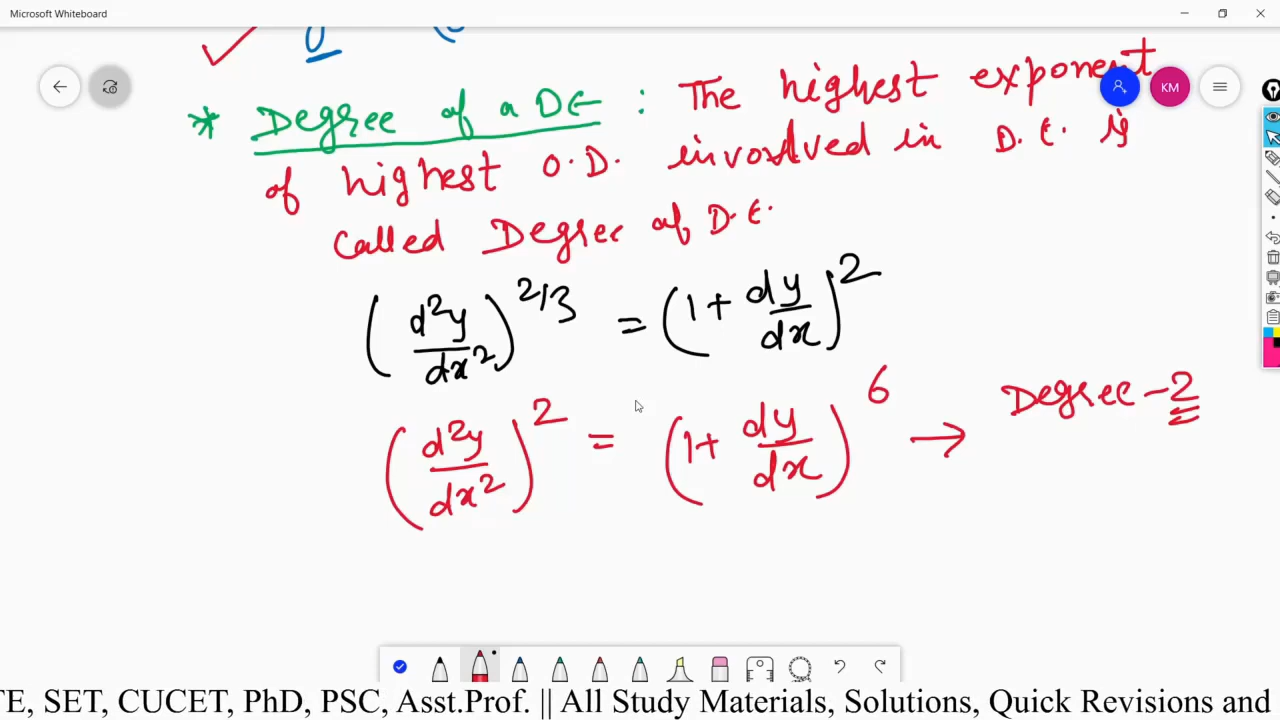 Microsoft Whiteboard
* Degree of a DE : The highest exponent
of highest O.D. involved in D.E. is
called Degree of D.E.
(d²y/dx²)^2/3 = (1 + dy/dx)²
(d²y/dx²)² = (1 + dy/dx)⁶ → Degree - 2
KM
TE, SET, CUCET, PhD, PSC, Asst.Prof. || All Study Materials, Solutions, Quick Revisions and